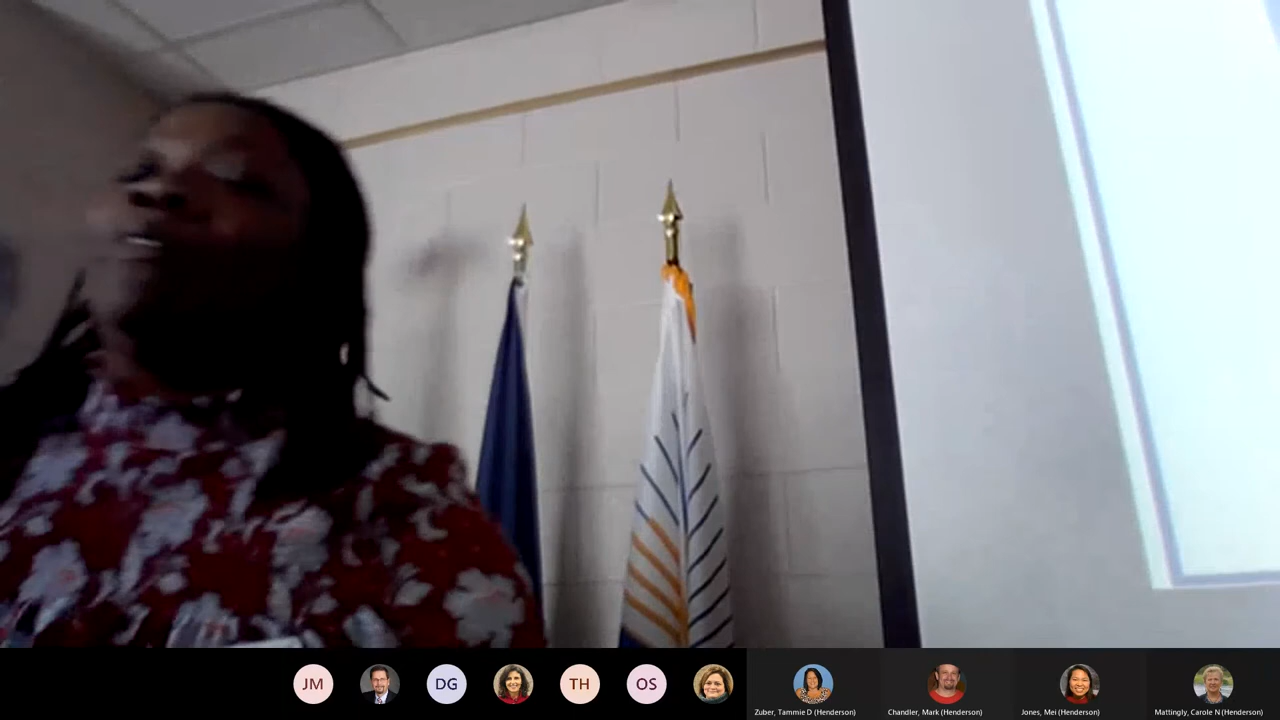 JM
DG
TH
OS
Zuber, Tammie D (Henderson)
Chandler, Mark (Henderson)
Jones, Mei (Henderson)
Mattingly, Carole N (Henderson)